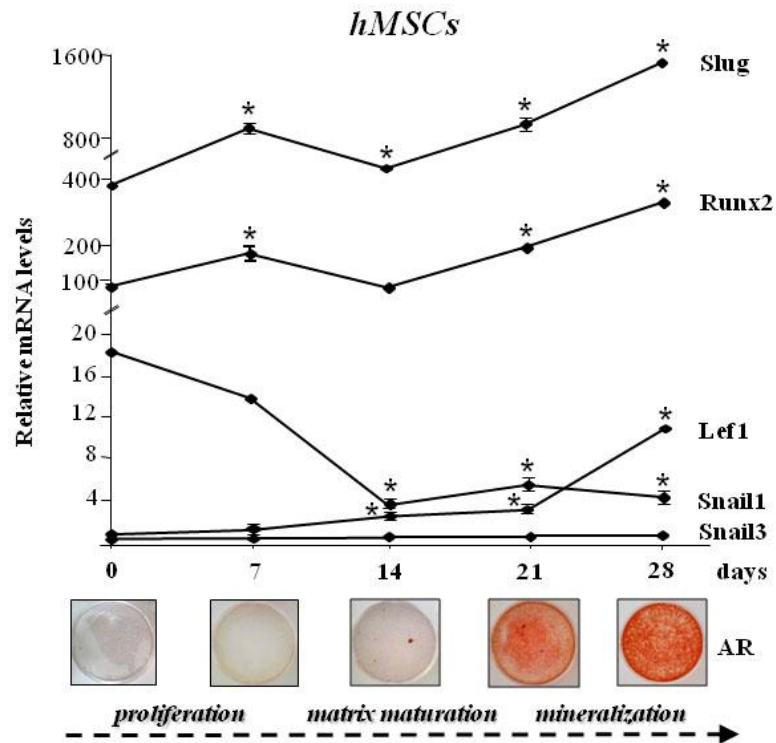 hMSCs
Relative mRNA levels
1600
800
400
200
100
20
16
12
8
4
* * * * Slug
* * * Runx2
* Lef1
* * * Snail1
* * Snail3
0 7 14 21 28 days
AR
proliferation matrix maturation mineralization